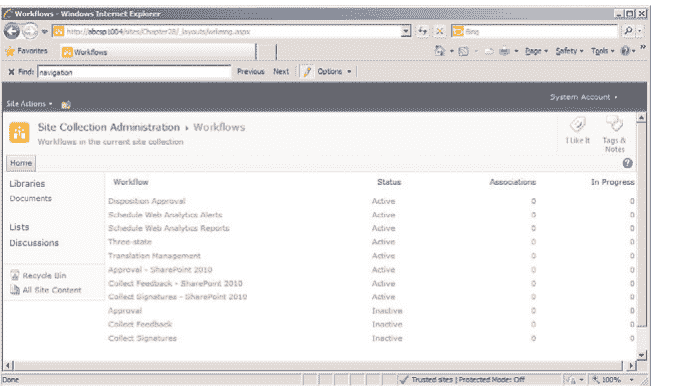 Workflows - Windows Internet Explorer
http://abcsp1004/sites/Chapter28/_layouts/wrkmng.aspx Bing
Favorites Workflows Page Safety Tools
Find: navigation Previous Next Options
System Account
Site Actions
Site Collection Administration Workflows
Workflows in the current site collection
I Like It Tags & Notes
Home
Libraries
Documents
Lists
Discussions
Recycle Bin
All Site Content
Workflow Status Associations In Progress
Disposition Approval Active 0 0
Schedule Web Analytics Alerts Active 0 0
Schedule Web Analytics Reports Active 0 0
Three-state Active 0 0
Translation Management Active 0 0
Approval - SharePoint 2010 Active 0 0
Collect Feedback - SharePoint 2010 Active 0 0
Collect Signatures - SharePoint 2010 Active 0 0
Approval Inactive 0 0
Collect Feedback Inactive 0 0
Collect Signatures Inactive 0 0
Done Trusted sites | Protected Mode: Off 100%